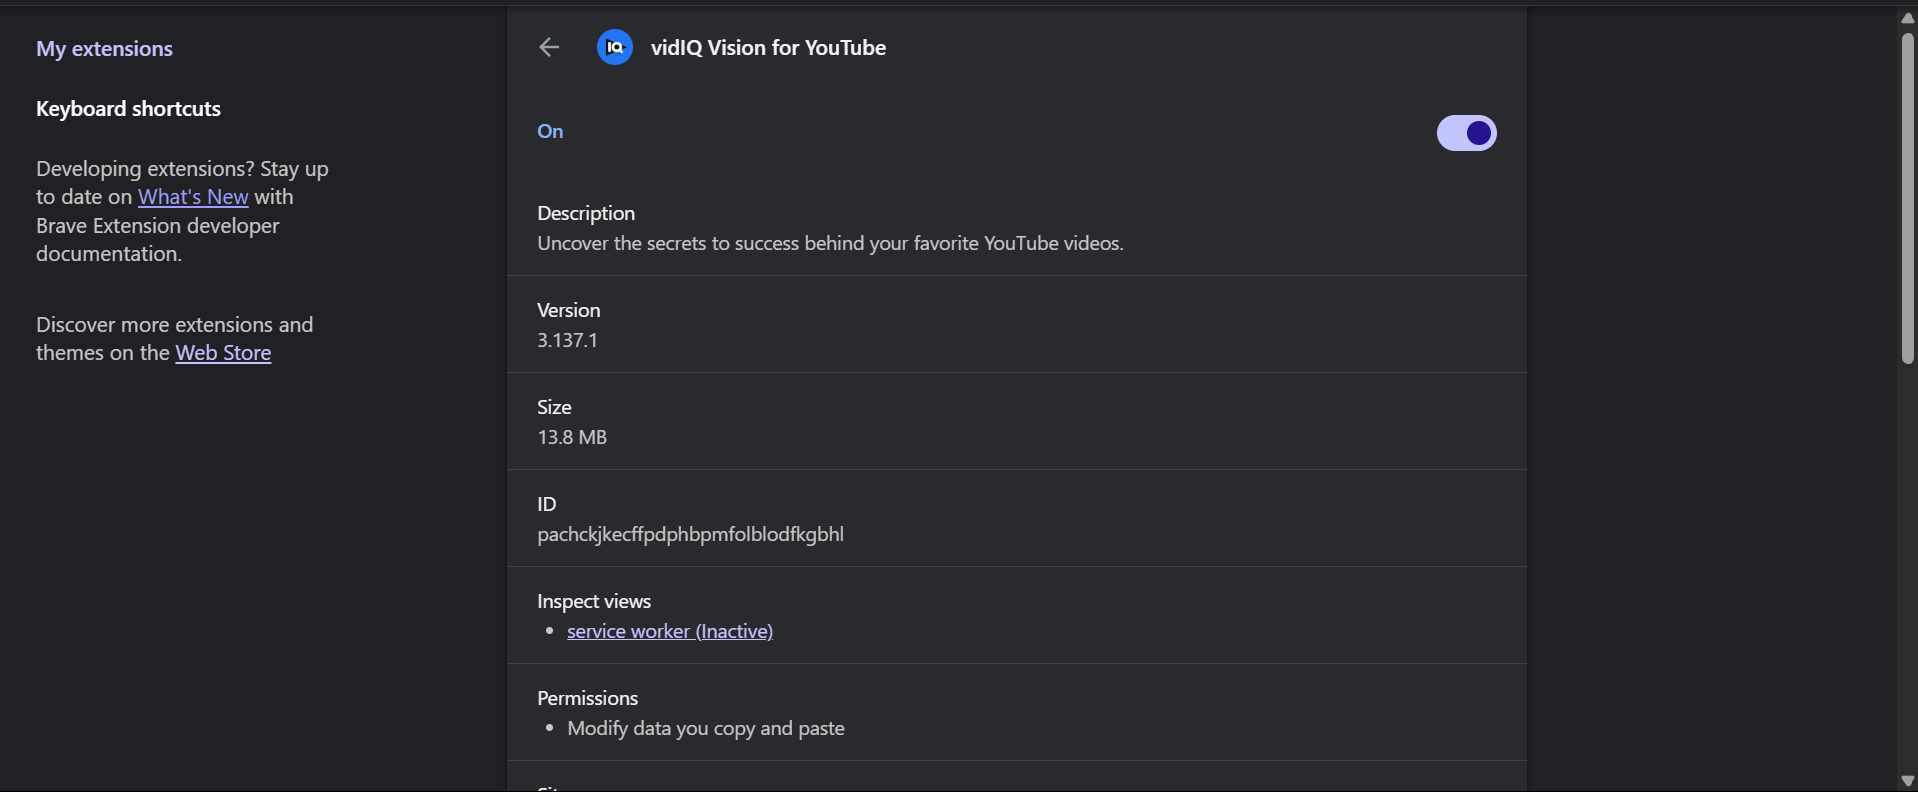 My extensions
Keyboard shortcuts
Developing extensions? Stay up
to date on What's New with
Brave Extension developer
documentation.
Discover more extensions and
themes on the Web Store
IQ
vidIQ Vision for YouTube
On
Description
Uncover the secrets to success behind your favorite YouTube videos.
Version
3.137.1
Size
13.8 MB
ID
pachckjkecffpdphbpmfolblodfkgbhl
Inspect views
service worker (Inactive)
Permissions
Modify data you copy and paste